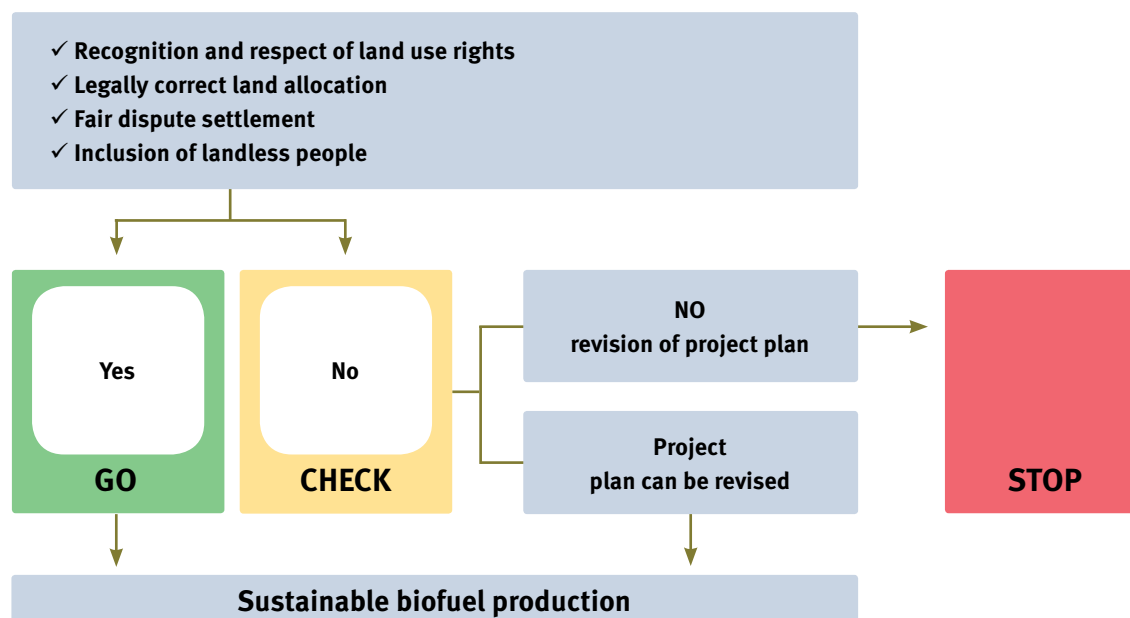 ✓ Recognition and respect of land use rights
✓ Legally correct land allocation
✓ Fair dispute settlement
✓ Inclusion of landless people
Yes
GO
No
CHECK
NO
revision of project plan
Project
plan can be revised
STOP
Sustainable biofuel production